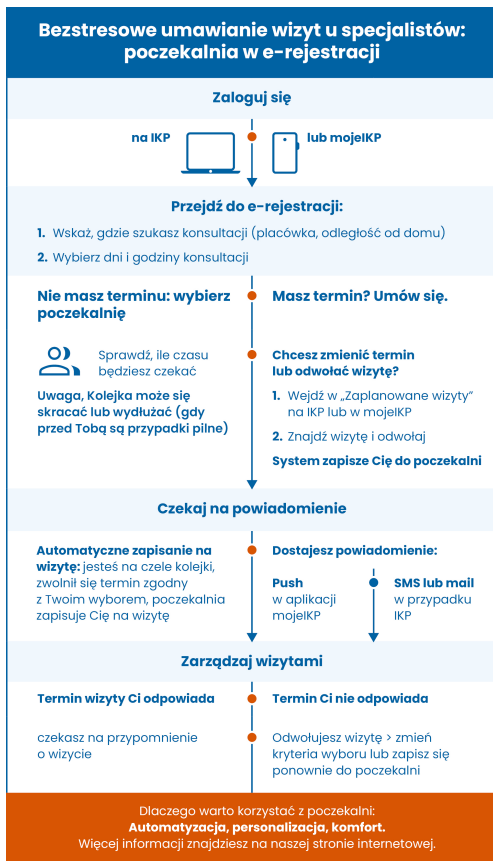 Bezstresowe umawianie wizyt u specjalistów:
poczekalnia w e-rejestracji
Zaloguj się
na IKP
lub mojeIKP
Przejdź do e-rejestracji:
1. Wskaż, gdzie szukasz konsultacji (placówka, odległość od domu)
2. Wybierz dni i godziny konsultacji
Nie masz terminu: wybierz
poczekalnię
Sprawdź, ile czasu
będziesz czekać
Uwaga, Kolejka może się
skracać lub wydłużać (gdy
przed Tobą są przypadki pilne)
Masz termin? Umów się.
Chcesz zmienić termin
lub odwołać wizytę?
1. Wejdź w „Zaplanowane wizyty”
na IKP lub w mojeIKP
2. Znajdź wizytę i odwołaj
System zapisze Cię do poczekalni
Czekaj na powiadomienie
Automatyczne zapisanie na
wizytę: jesteś na czele kolejki,
zwolnił się termin zgodny
z Twoim wyborem, poczekalnia
zapisuje Cię na wizytę
Dostajesz powiadomienie:
Push
w aplikacji
mojeIKP
SMS lub mail
w przypadku
IKP
Zarządzaj wizytami
Termin wizyty Ci odpowiada
czekasz na przypomnienie
o wizycie
Termin Ci nie odpowiada
Odwołujesz wizytę > zmień
kryteria wyboru lub zapisz się
ponownie do poczekalni
Dlaczego warto korzystać z poczekalni:
Automatyzacja, personalizacja, komfort.
Więcej informacji znajdziesz na naszej stronie internetowej.